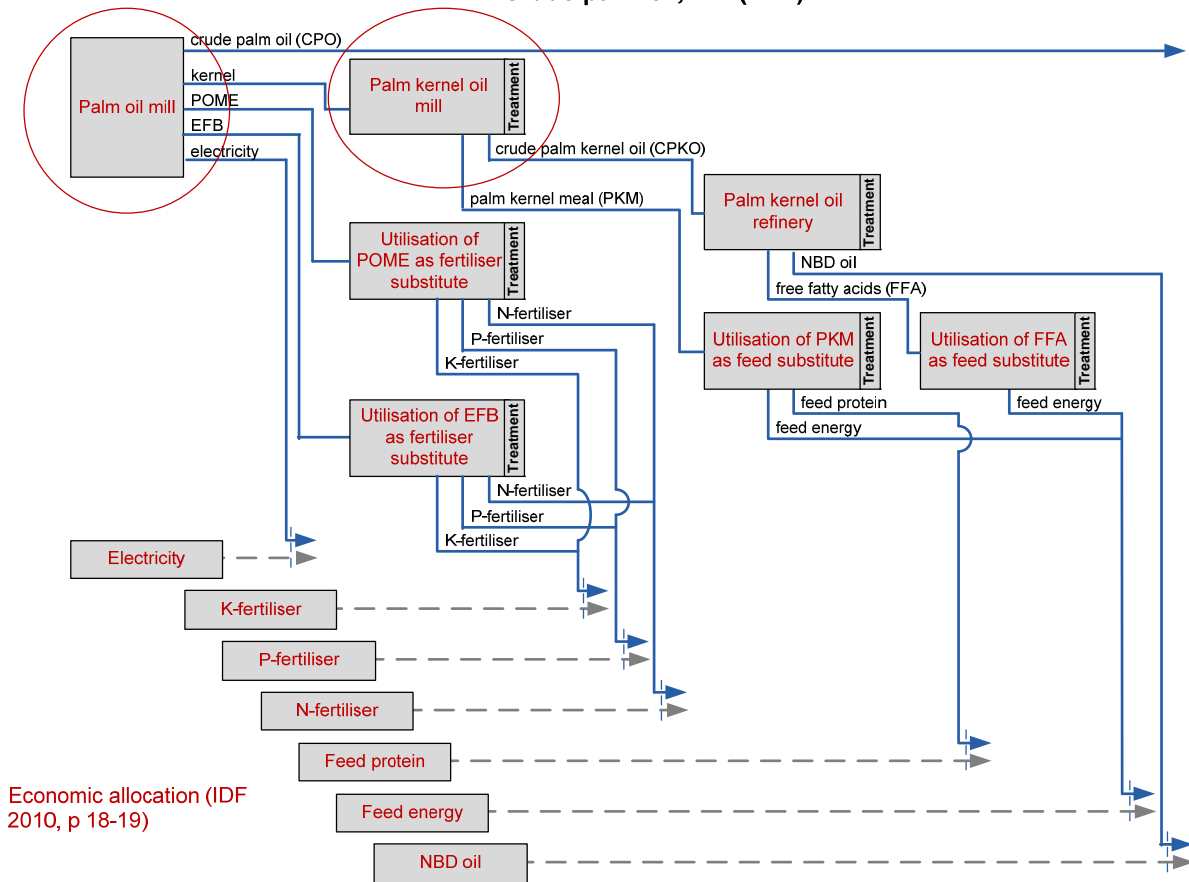 crude palm oil (CPO)
kernel
POME
EFB
electricity
Palm oil mill
Palm kernel oil
mill
Treatment
crude palm kernel oil (CPKO)
palm kernel meal (PKM)
Palm kernel oil
refinery
Treatment
NBD oil
free fatty acids (FFA)
Utilisation of
POME as fertiliser
substitute
Treatment
N-fertiliser
P-fertiliser
K-fertiliser
Utilisation of PKM
as feed substitute
Treatment
Utilisation of FFA
as feed substitute
Treatment
feed protein
feed energy
feed energy
Utilisation of EFB
as fertiliser
substitute
Treatment
N-fertiliser
P-fertiliser
K-fertiliser
Electricity
K-fertiliser
P-fertiliser
N-fertiliser
Feed protein
Feed energy
NBD oil
Economic allocation (IDF
2010, p 18-19)